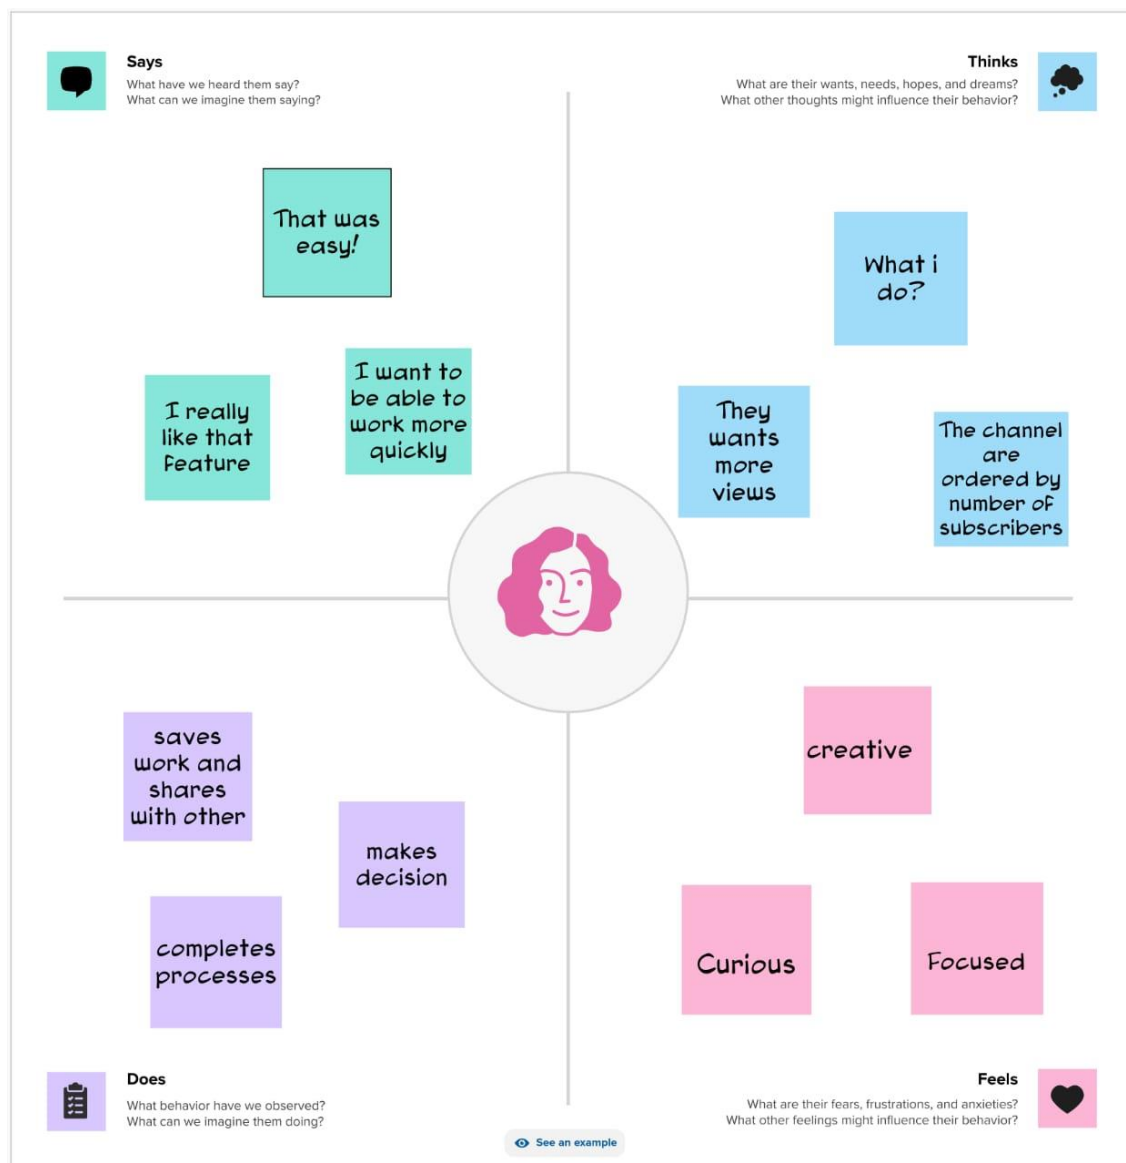 Says
What have we heard them say?
What can we imagine them saying?
Thinks
What are their wants, needs, hopes, and dreams?
What other thoughts might influence their behavior?
That was
easy!
I really
like that
feature
I want to
be able to
work more
quickly
What i
do?
They
wants
more
views
The channel
are
ordered by
number of
subscribers
saves
work and
shares
with other
makes
decision
completes
processes
creative
Curious
Focused
Does
What behavior have we observed?
What can we imagine them doing?
Feels
What are their fears, frustrations, and anxieties?
What other feelings might influence their behavior?
See an example